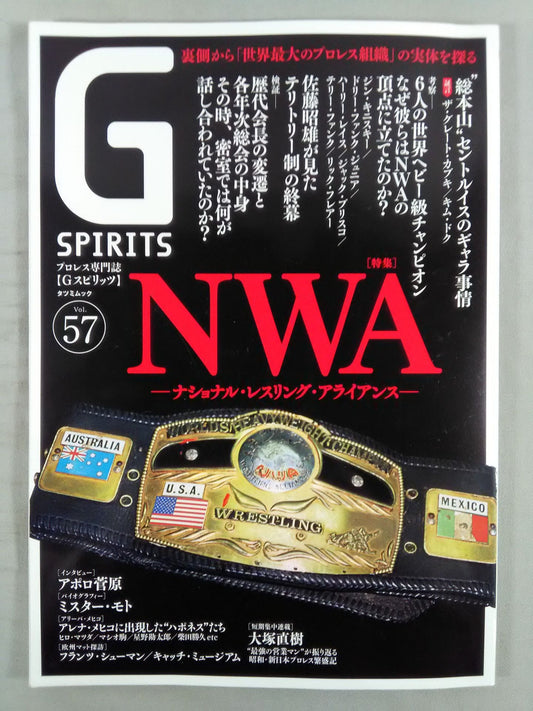 裏側から「世界最大のプロレス組織」の実体を探る
G
SPIRITS
プロレス専門誌
【Gスピリッツ】
タツミムック
Vol.
57
"総本山"セントルイスのギャラ事情
証言 ザ・グレート・カブキ/キム・ドク
考察―
6人の世界ヘビー級チャンピオン
なぜ彼らはNWAの
頂点に立てたのか?
ジン・キニスキー/
ドリー・ファンク・ジュニア/
ハーリー・レイス/ジャック・ブリスコ/
テリー・ファンク/リック・フレアー
佐藤昭雄が見た
テリトリー制の終幕
検証―
歴代会長の変遷と
各年次総会の中身
その時、密室では何が
話し合われていたのか?
[特集]
NWA
―ナショナル・レスリング・アライアンス―
WORLD'S HEAVYWEIGHT CHAMPION
AUSTRALIA
U.S.A.
WRESTLING
MEXICO
[インタビュー]
アポロ菅原
[バイオグラフィー]
ミスター・モト
[アリーバ・メヒコ]
アレナ・メヒコに出現した"ハポネス"たち
ヒロ・マツダ/マシオ駒/星野勘太郎/柴田勝久 etc
[欧州マット探訪]
フランツ・シューマン/キャッチ・ミュージアム
[短期集中連載]
大塚直樹
"最強の営業マン"が振り返る
昭和・新日本プロレス繁盛記